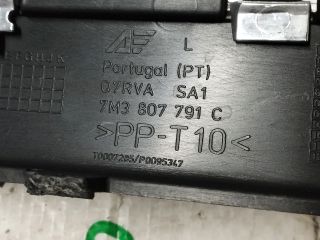 L
Portugal (PT)
07RVA SA1
7M3 807 791 C
>PP-T10<
T0007285/P0095347